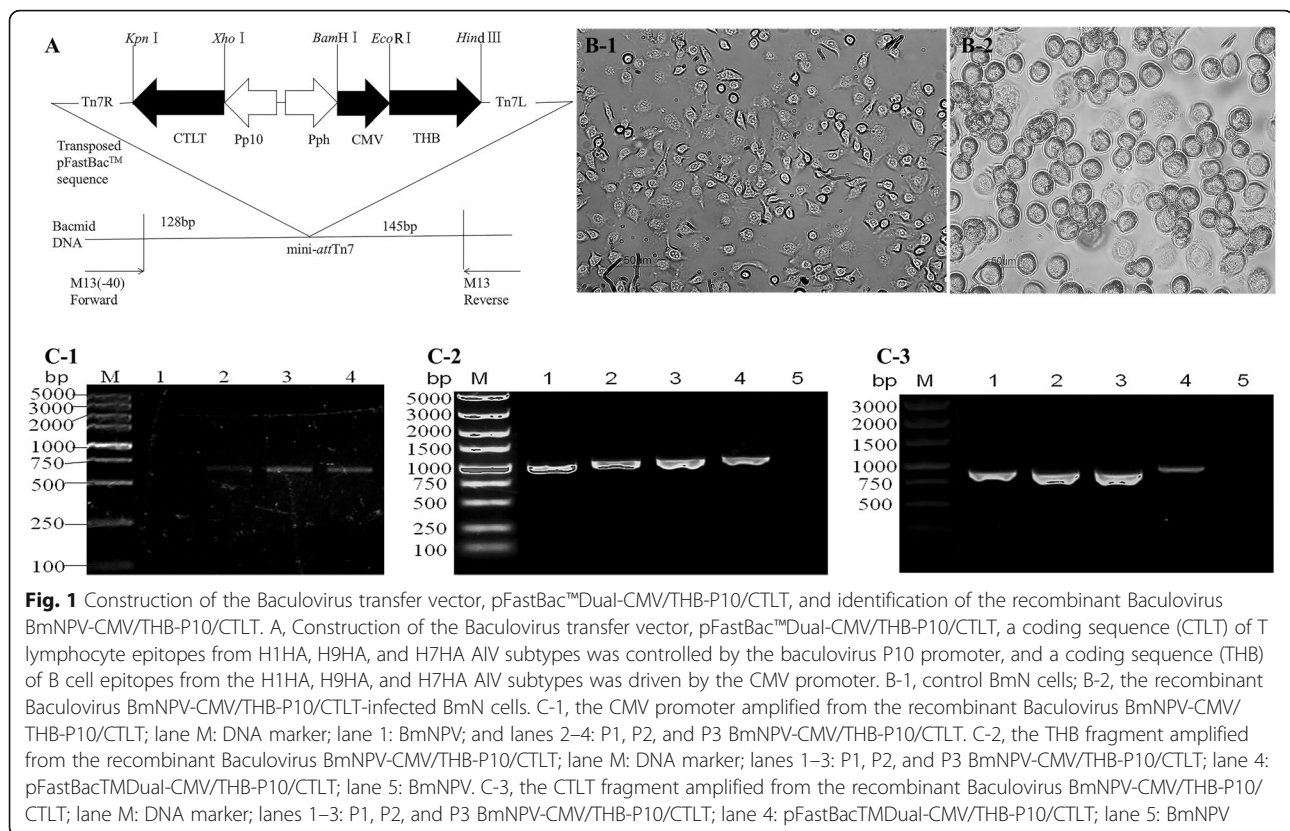 A
Kpn I
Xho I
BamH I
EcoR I
Hind III
Tn7R
Tn7L
CTLT
Pp10
Pph
CMV
THB
Transposed
pFastBac™
sequence
Bacmid
DNA
128bp
145bp
mini-attTn7
M13(-40)
Forward
M13
Reverse
B-1
50um
B-2
50um
C-1
bp M 1 2 3 4
5000
3000
2000
1000
750
500
250
100
C-2
bp M 1 2 3 4 5
5000
3000
2000
1500
1000
750
500
250
100
C-3
bp M 1 2 3 4 5
3000
2000
1500
1000
750
500
Fig. 1 Construction of the Baculovirus transfer vector, pFastBac™Dual-CMV/THB-P10/CTLT, and identification of the recombinant Baculovirus
BmNPV-CMV/THB-P10/CTLT. A, Construction of the Baculovirus transfer vector, pFastBac™Dual-CMV/THB-P10/CTLT, a coding sequence (CTLT) of T
lymphocyte epitopes from H1HA, H9HA, and H7HA AIV subtypes was controlled by the baculovirus P10 promoter, and a coding sequence (THB)
of B cell epitopes from the H1HA, H9HA, and H7HA AIV subtypes was driven by the CMV promoter. B-1, control BmN cells; B-2, the recombinant
Baculovirus BmNPV-CMV/THB-P10/CTLT-infected BmN cells. C-1, the CMV promoter amplified from the recombinant Baculovirus BmNPV-CMV/
THB-P10/CTLT; lane M: DNA marker; lane 1: BmNPV; and lanes 2–4: P1, P2, and P3 BmNPV-CMV/THB-P10/CTLT. C-2, the THB fragment amplified
from the recombinant Baculovirus BmNPV-CMV/THB-P10/CTLT; lane M: DNA marker; lanes 1–3: P1, P2, and P3 BmNPV-CMV/THB-P10/CTLT; lane 4:
pFastBacTMDual-CMV/THB-P10/CTLT; lane 5: BmNPV. C-3, the CTLT fragment amplified from the recombinant Baculovirus BmNPV-CMV/THB-P10/
CTLT; lane M: DNA marker; lanes 1–3: P1, P2, and P3 BmNPV-CMV/THB-P10/CTLT; lane 4: pFastBacTMDual-CMV/THB-P10/CTLT; lane 5: BmNPV